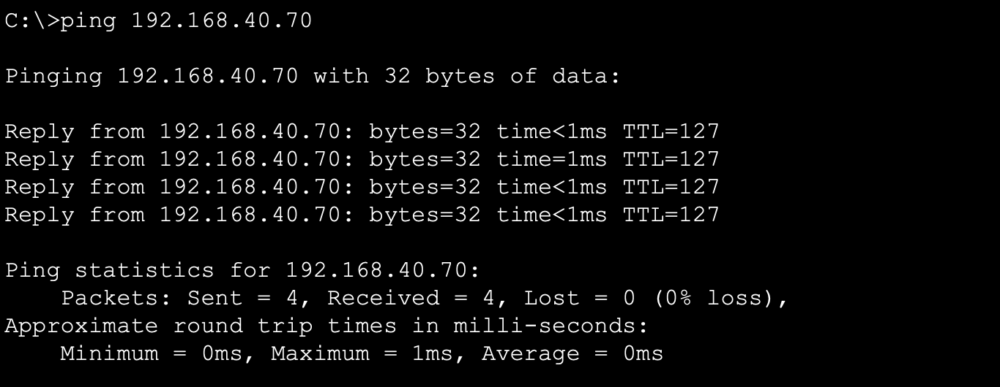 C:\>ping 192.168.40.70
Pinging 192.168.40.70 with 32 bytes of data:
Reply from 192.168.40.70: bytes=32 time<1ms TTL=127
Reply from 192.168.40.70: bytes=32 time=1ms TTL=127
Reply from 192.168.40.70: bytes=32 time<1ms TTL=127
Reply from 192.168.40.70: bytes=32 time<1ms TTL=127
Ping statistics for 192.168.40.70:
    Packets: Sent = 4, Received = 4, Lost = 0 (0% loss),
Approximate round trip times in milli-seconds:
    Minimum = 0ms, Maximum = 1ms, Average = 0ms